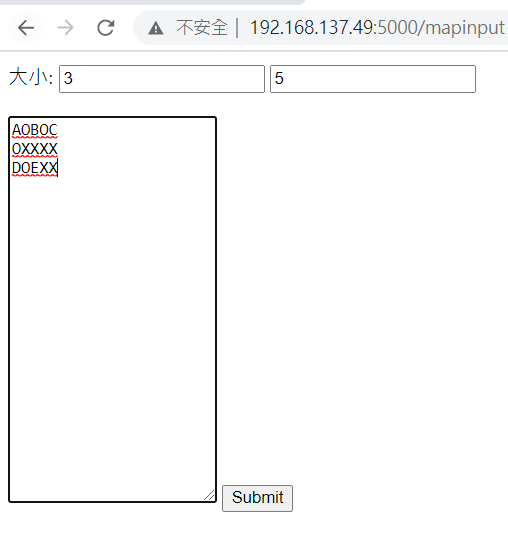 不安全 | 192.168.137.49:5000/mapinput
大小: 3 5
AOBOC
OXXXX
DOEXX
Submit